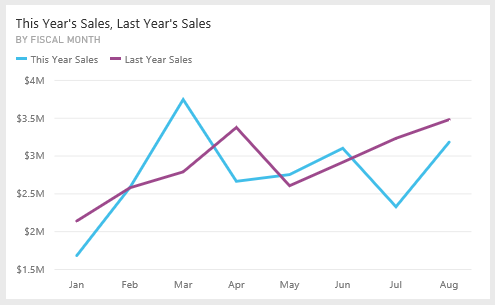 This Year's Sales, Last Year's Sales
BY FISCAL MONTH
This Year Sales Last Year Sales
$4M
$3.5M
$3M
$2.5M
$2M
$1.5M
Jan Feb Mar Apr May Jun Jul Aug